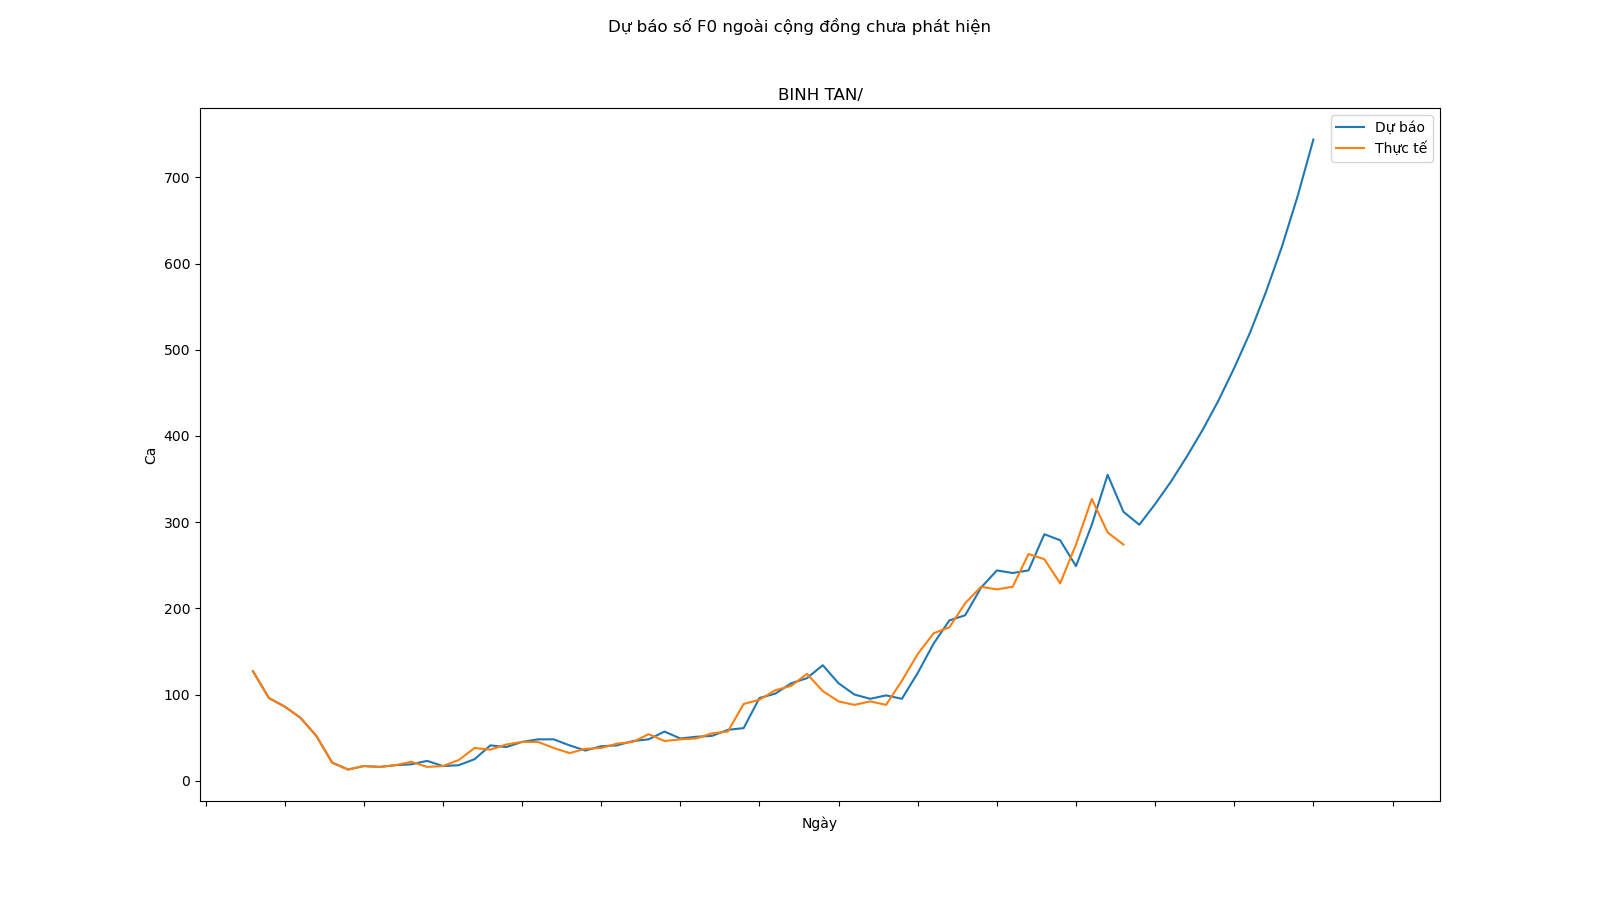 Dự báo số F0 ngoài cộng đồng chưa phát hiện
BINH TAN/
Dự báo
Thực tế
700
600
500
400
300
200
100
0
Ca
Ngày